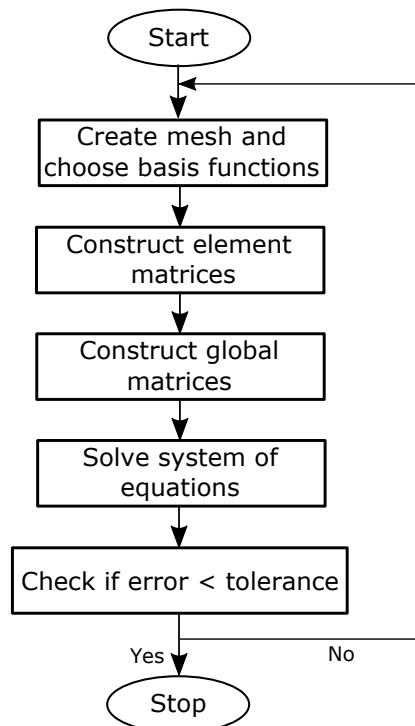 Start
Create mesh and
choose basis functions
Construct element
matrices
Construct global
matrices
Solve system of
equations
Check if error < tolerance
Yes
No
Stop